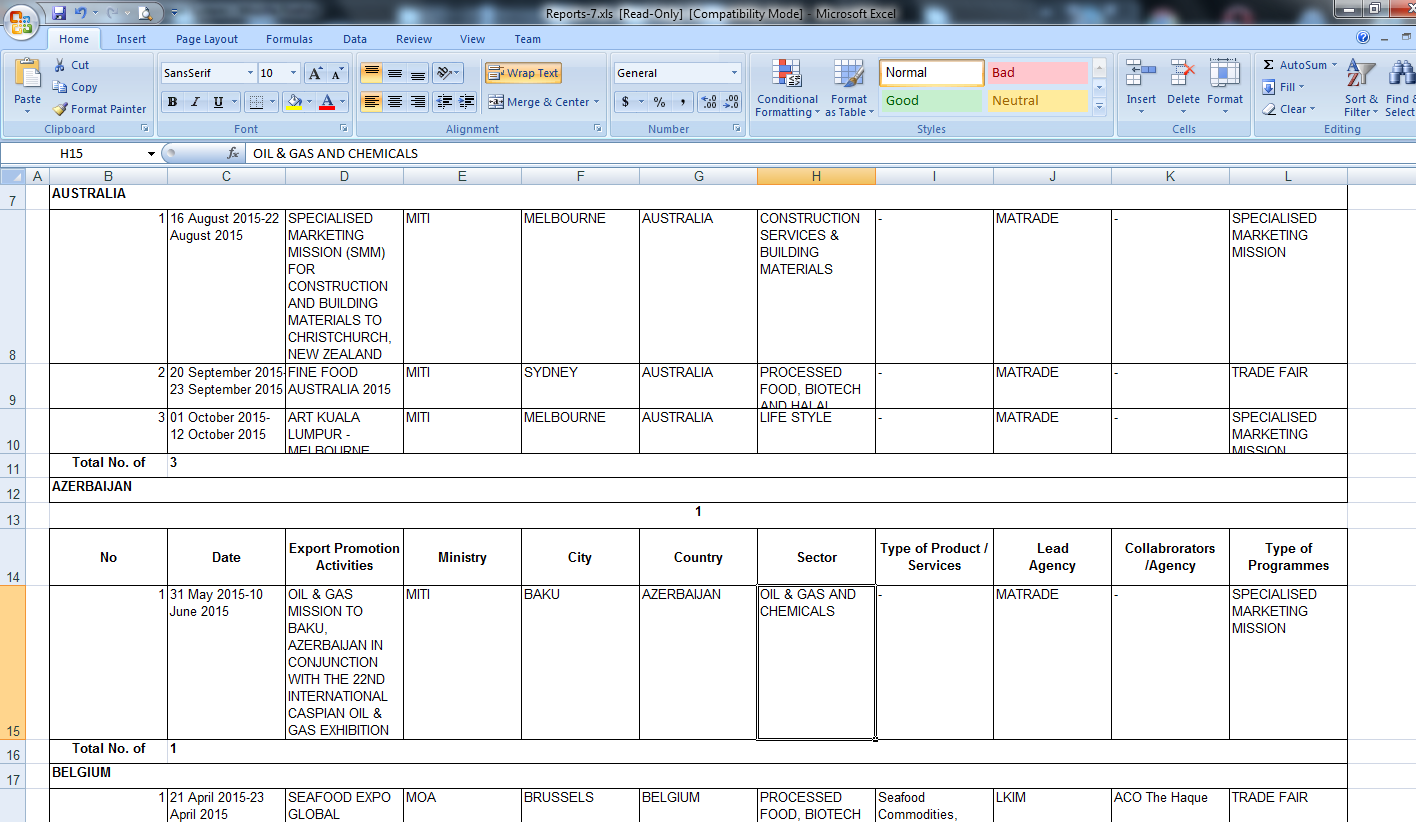 Reports-7.xls [Read-Only] [Compatibility Mode] - Microsoft Excel
Home Insert Page Layout Formulas Data Review View Team
Paste
Cut
Copy
Format Painter
Clipboard
SansSerif 10 A A
B I U A
Font
Wrap Text
Merge & Center
Alignment
General
$ % , .00 .0
Number
Conditional Formatting
Format as Table
Normal Bad
Good Neutral
Styles
Insert Delete Format
Cells
Σ AutoSum
Fill
Clear
Sort & Filter
Find & Select
Editing
H15 fx OIL & GAS AND CHEMICALS
A B C D E F G H I J K L
7 AUSTRALIA
8
1
16 August 2015-22
August 2015
SPECIALISED
MARKETING
MISSION (SMM)
FOR
CONSTRUCTION
AND BUILDING
MATERIALS TO
CHRISTCHURCH,
NEW ZEALAND
MITI
MELBOURNE
AUSTRALIA
CONSTRUCTION
SERVICES &
BUILDING
MATERIALS
-
MATRADE
-
SPECIALISED
MARKETING
MISSION
9
2
20 September 2015-
23 September 2015
FINE FOOD
AUSTRALIA 2015
MITI
SYDNEY
AUSTRALIA
PROCESSED
FOOD, BIOTECH
AND HALAL
-
MATRADE
-
TRADE FAIR
10
3
01 October 2015-
12 October 2015
ART KUALA
LUMPUR -
MELBOURNE
MITI
MELBOURNE
AUSTRALIA
LIFE STYLE
-
MATRADE
-
SPECIALISED
MARKETING
MISSION
11 Total No. of 3
12 AZERBAIJAN
13 1
14
No
Date
Export Promotion
Activities
Ministry
City
Country
Sector
Type of Product /
Services
Lead
Agency
Collabrorators
/Agency
Type of
Programmes
15
1
31 May 2015-10
June 2015
OIL & GAS
MISSION TO
BAKU,
AZERBAIJAN IN
CONJUNCTION
WITH THE 22ND
INTERNATIONAL
CASPIAN OIL &
GAS EXHIBITION
MITI
BAKU
AZERBAIJAN
OIL & GAS AND
CHEMICALS
-
MATRADE
-
SPECIALISED
MARKETING
MISSION
16 Total No. of 1
17 BELGIUM
1
21 April 2015-23
April 2015
SEAFOOD EXPO
GLOBAL
MOA
BRUSSELS
BELGIUM
PROCESSED
FOOD, BIOTECH
Seafood
Commodities,
LKIM
ACO The Haque
TRADE FAIR